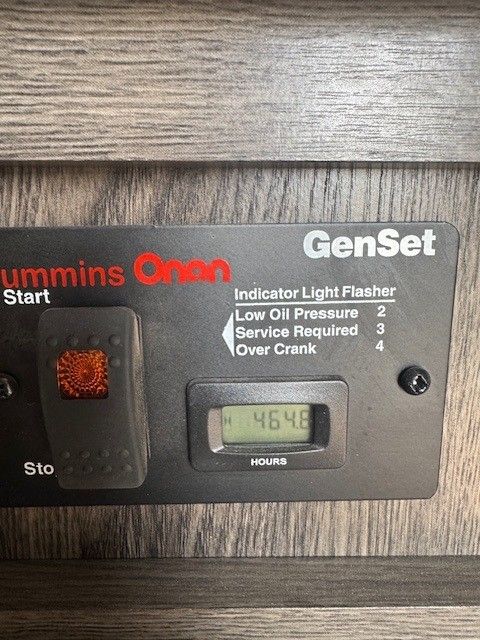 GenSet
ummins Onan
Start
Indicator Light Flasher
Low Oil Pressure 2
Service Required 3
Over Crank 4
H 464.8
Sto
HOURS